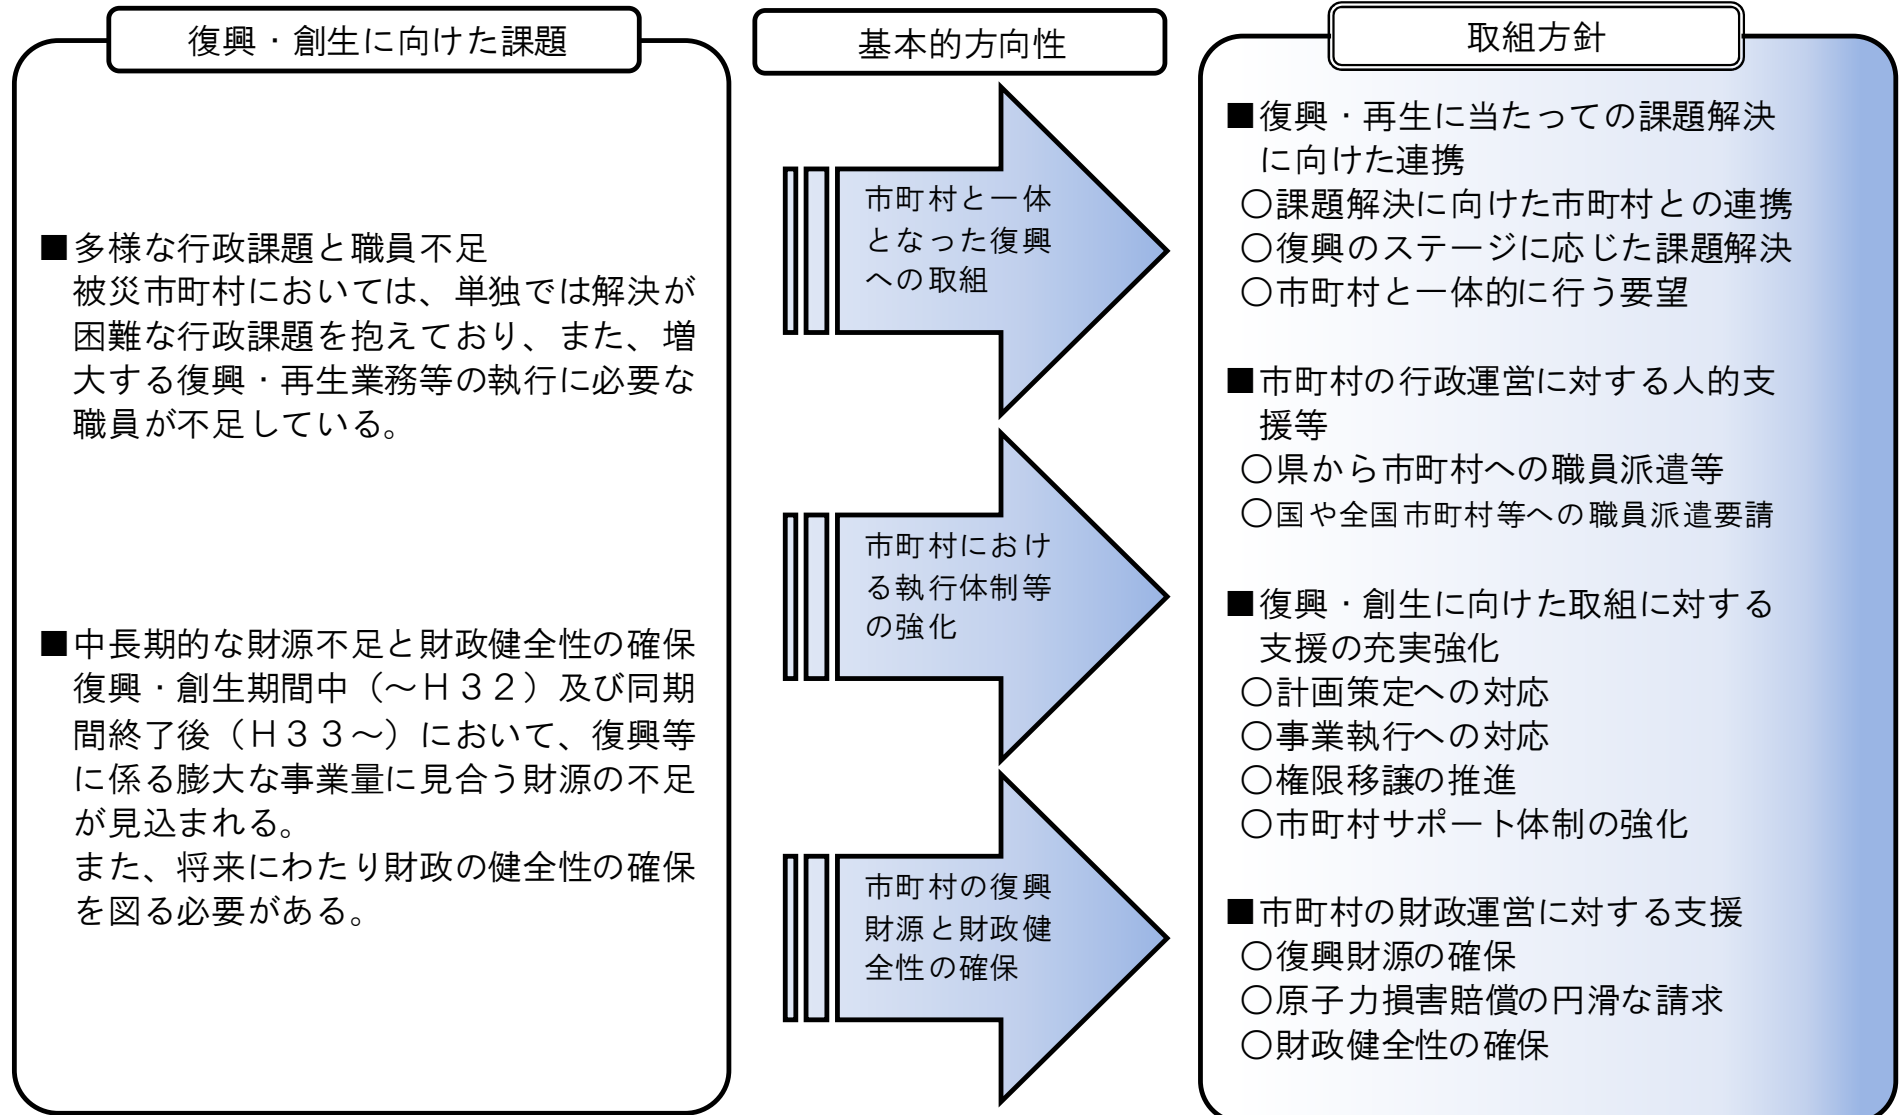 復興・創生に向けた課題
■多様な行政課題と職員不足
被災市町村においては、単独では解決が
困難な行政課題を抱えており、また、増
大する復興・再生業務等の執行に必要な
職員が不足している。
■中長期的な財源不足と財政健全性の確保
復興・創生期間中（～Ｈ３２）及び同期
間終了後（Ｈ３３～）において、復興等
に係る膨大な事業量に見合う財源の不足
が見込まれる。
また、将来にわたり財政の健全性の確保
を図る必要がある。
基本的方向性
市町村と一体
となった復興
への取組
市町村におけ
る執行体制等
の強化
市町村の復興
財源と財政健
全性の確保
取組方針
■復興・再生に当たっての課題解決
に向けた連携
○課題解決に向けた市町村との連携
○復興のステージに応じた課題解決
○市町村と一体的に行う要望
■市町村の行政運営に対する人的支
援等
○県から市町村への職員派遣等
○国や全国市町村等への職員派遣要請
■復興・創生に向けた取組に対する
支援の充実強化
○計画策定への対応
○事業執行への対応
○権限移譲の推進
○市町村サポート体制の強化
■市町村の財政運営に対する支援
○復興財源の確保
○原子力損害賠償の円滑な請求
○財政健全性の確保